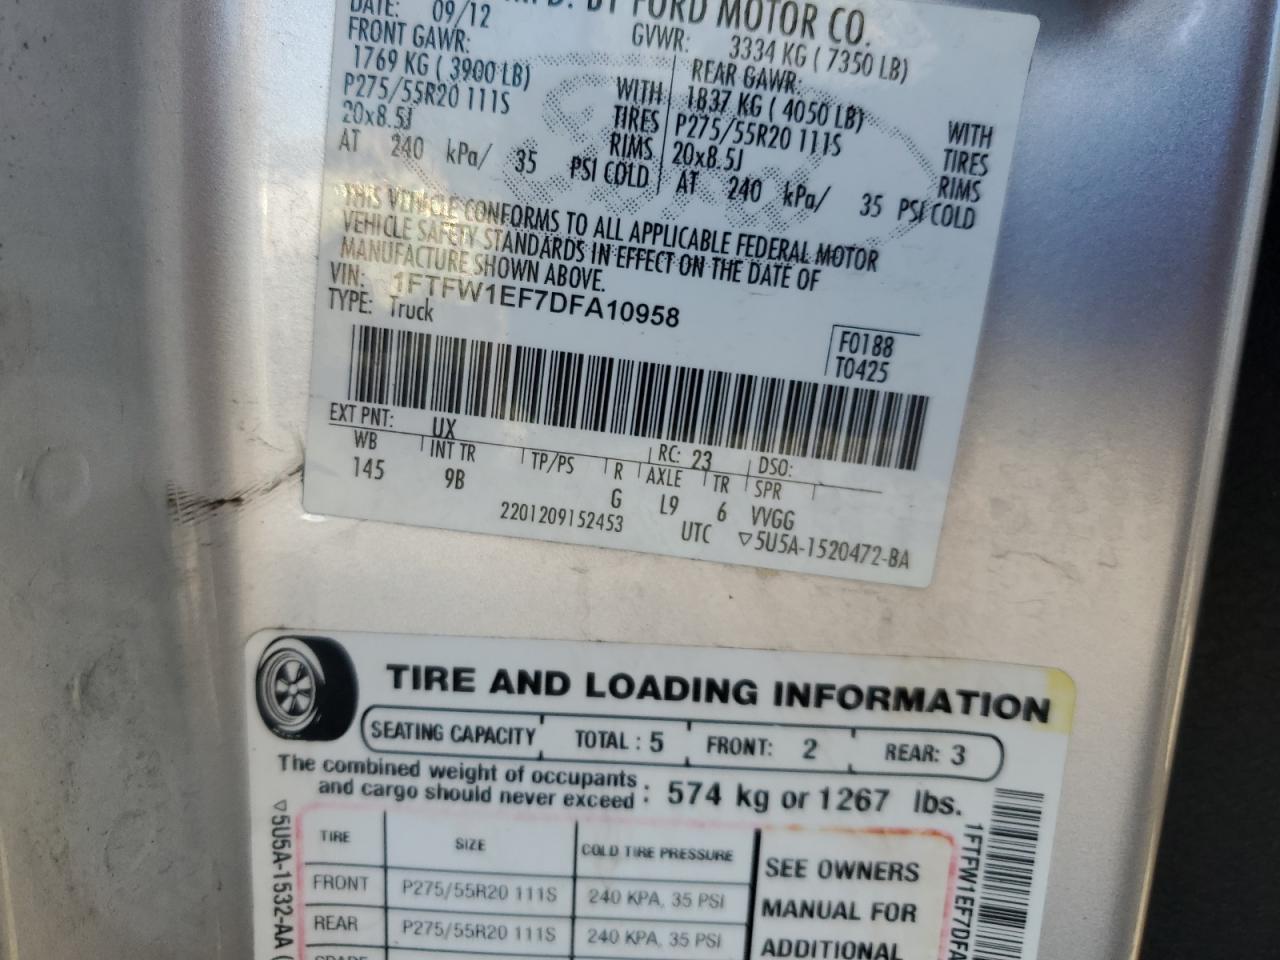 MFD. BY FORD MOTOR CO.
DATE: 09/12 GVWR: 3334 KG ( 7350 LB)
FRONT GAWR: REAR GAWR:
1769 KG ( 3900 LB) WITH 1837 KG ( 4050 LB) WITH
P275/55R20 111S TIRES P275/55R20 111S TIRES
20x8.5J RIMS 20x8.5J RIMS
AT 240 kPa/ 35 PSI COLD AT 240 kPa/ 35 PSI COLD
THIS VEHICLE CONFORMS TO ALL APPLICABLE FEDERAL MOTOR
VEHICLE SAFETY STANDARDS IN EFFECT ON THE DATE OF
MANUFACTURE SHOWN ABOVE.
VIN: 1FTFW1EF7DFA10958
TYPE: Truck
F0188
T0425
EXT PNT: UX RC: 23 DSO:
WB INT TR TP/PS R AXLE TR SPR
145 9B G L9 6 VVGG
2201209152453 UTC ▽5U5A-1520472-BA
TIRE AND LOADING INFORMATION
SEATING CAPACITY TOTAL : 5 FRONT: 2 REAR: 3
The combined weight of occupants
and cargo should never exceed : 574 kg or 1267 lbs.
TIRE SIZE COLD TIRE PRESSURE
FRONT P275/55R20 111S 240 KPA, 35 PSI
REAR P275/55R20 111S 240 KPA, 35 PSI
SEE OWNERS
MANUAL FOR
ADDITIONAL
▽5U5A-1532-AA (
1FTFW1EF7DFA